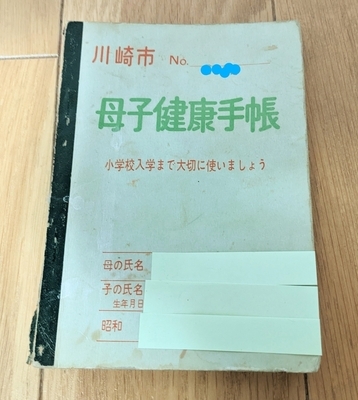 川崎市 No.
母子健康手帳
小学校入学まで大切に使いましょう
母の氏名
子の氏名
生年月日
昭和